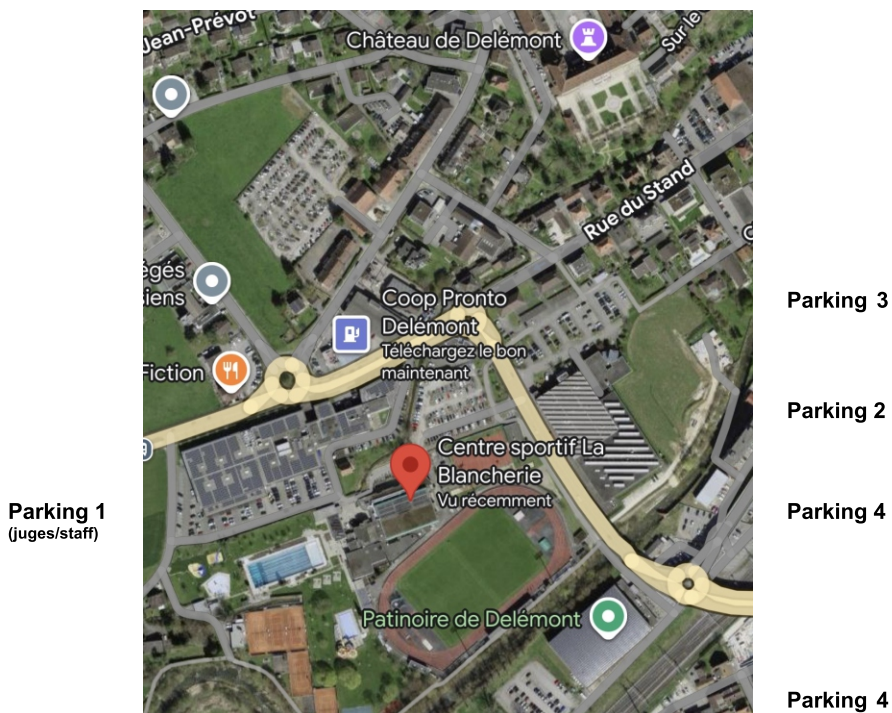 Jean-Prévôt
Château de Delémont
Sur le
Rue du Stand
égés
siens
Coop Pronto
Delémont
Téléchargez le bon
maintenant
Fiction
Centre sportif La
Blancherie
Vu récemment
Patinoire de Delémont
Parking 3
Parking 2
Parking 1
(juges/staff)
Parking 4
Parking 4